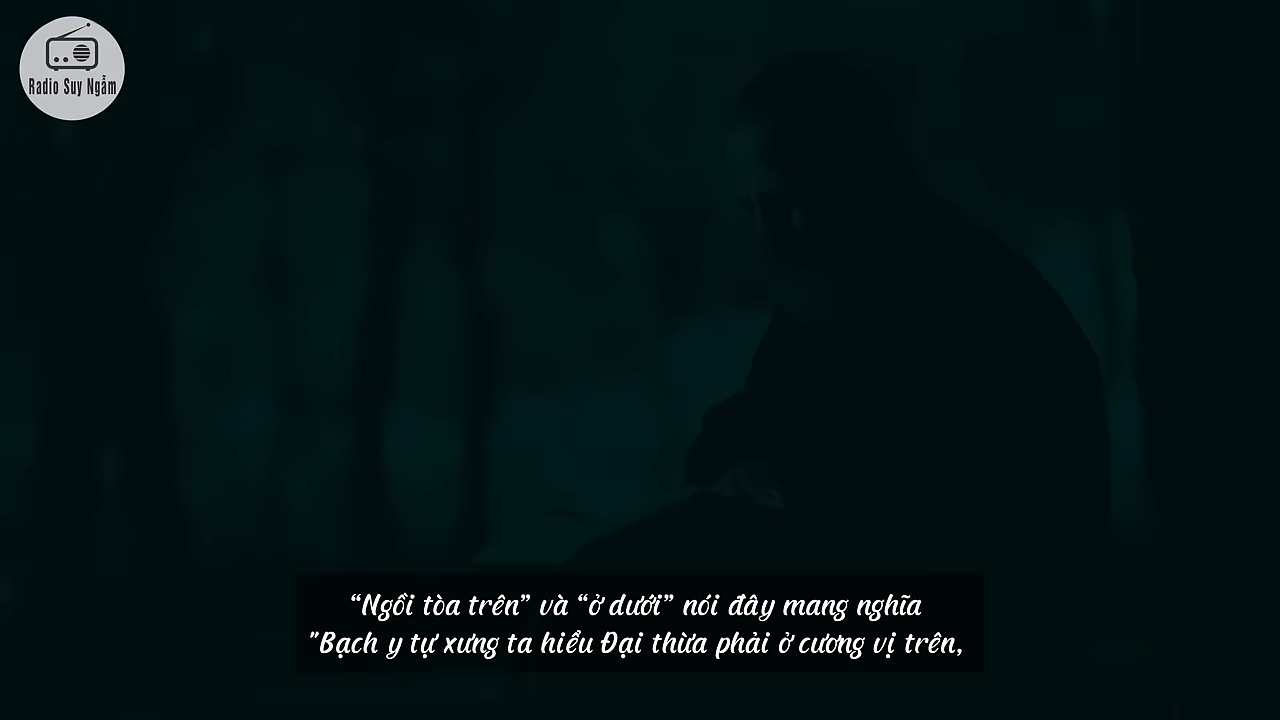 Radio Suy Ngẫm
“Ngồi tòa trên” và “ở dưới” nói đây mang nghĩa
"Bạch y tự xưng ta hiểu Đại thừa phải ở cương vị trên,